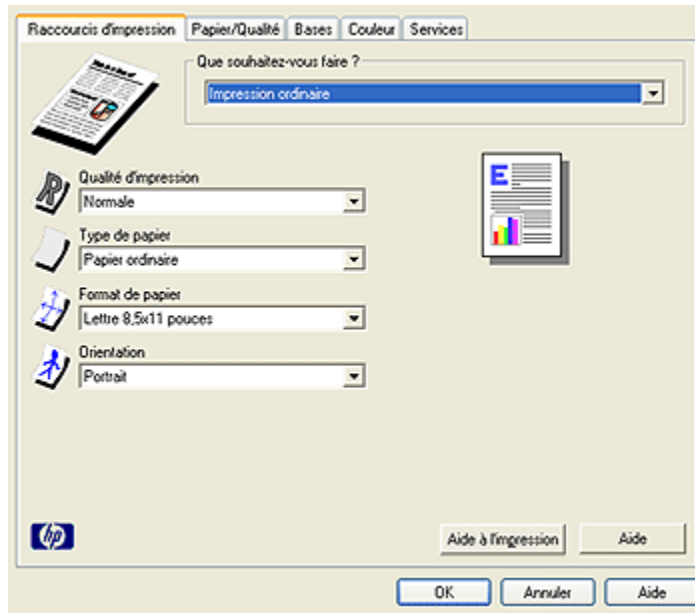 Raccourcis d'impression Papier/Qualité Bases Couleur Services
Que souhaitez-vous faire ?
Impression ordinaire
Qualité d'impression
Normale
Type de papier
Papier ordinaire
Format de papier
Lettre 8,5x11 pouces
Orientation
Portrait
hp
Aide à l'impression Aide
OK Annuler Aide